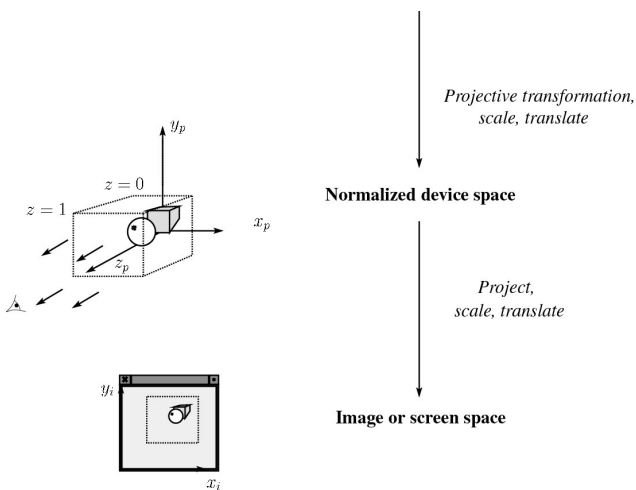 Projective transformation,
scale, translate
y_p
z = 0
z = 1
Normalized device space
x_p
z_p
Project,
scale, translate
y_i
Image or screen space
x_i